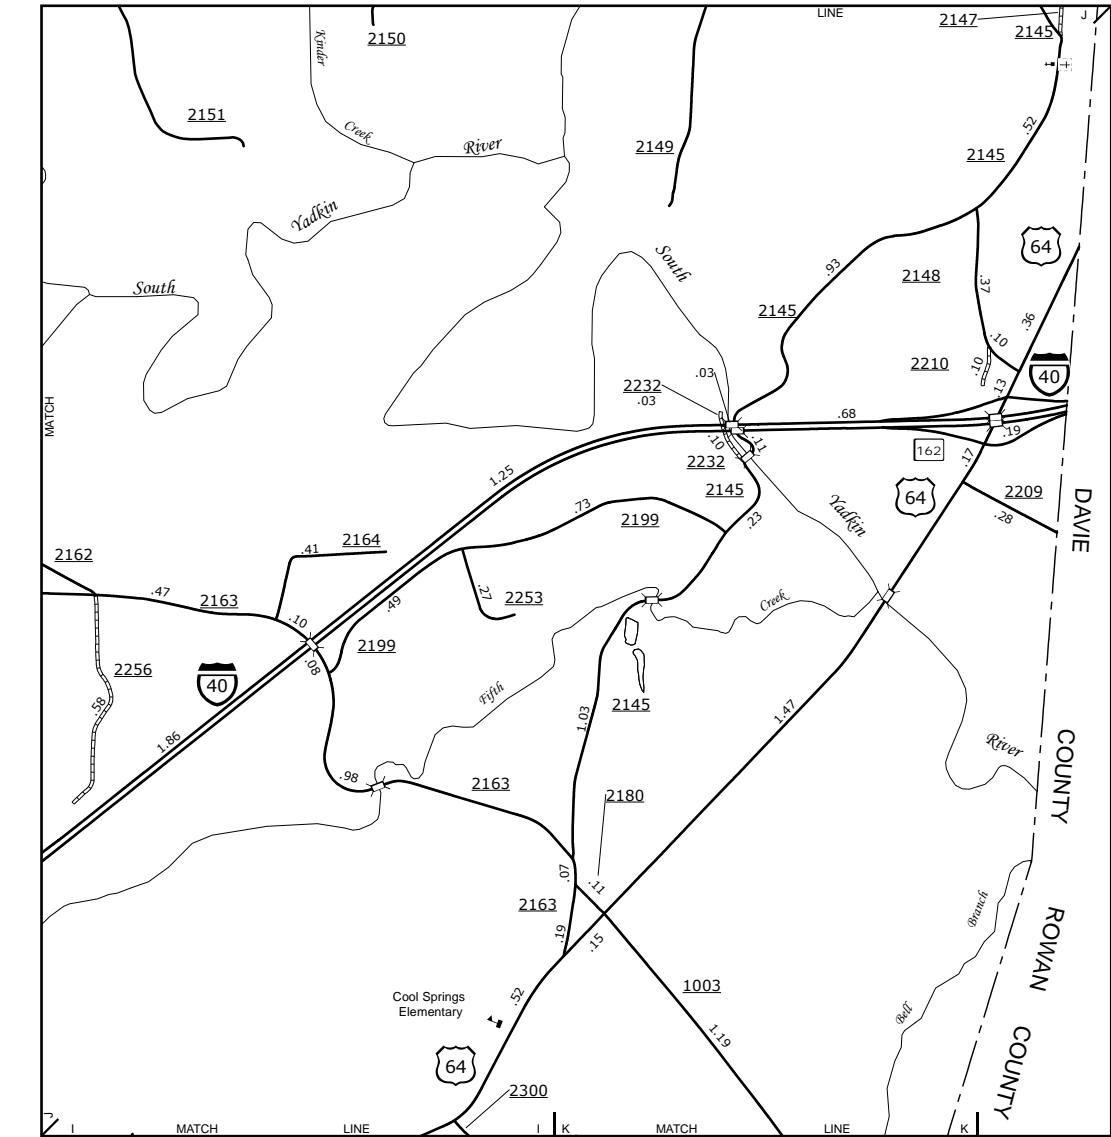 LINE
2147
2145
J
2150
Kinder
Creek
2151
River
2149
.52
2145
Yadkin
64
South
South
.93
2148
.37
2145
.36
.10
.10
2210
40
.03
2232
.03
.13
MATCH
.68
.19
162
.10
.11
2232
.17
1.25
2145
64
2209
DAVIE
.73
2199
.23
Yadkin
.28
2164
.41
2162
.47
2163
.49
.27
2253
Creek
.10
2199
.08
2256
40
Fifth
.58
2145
1.03
1.47
1.86
River
COUNTY
.98
2163
2180
.07
.11
2163
.19
.15
Branch
ROWAN
1003
Cool Springs
Elementary
.52
Bell
1.19
COUNTY
64
2300
J
I
MATCH
LINE
I
K
MATCH
LINE
K